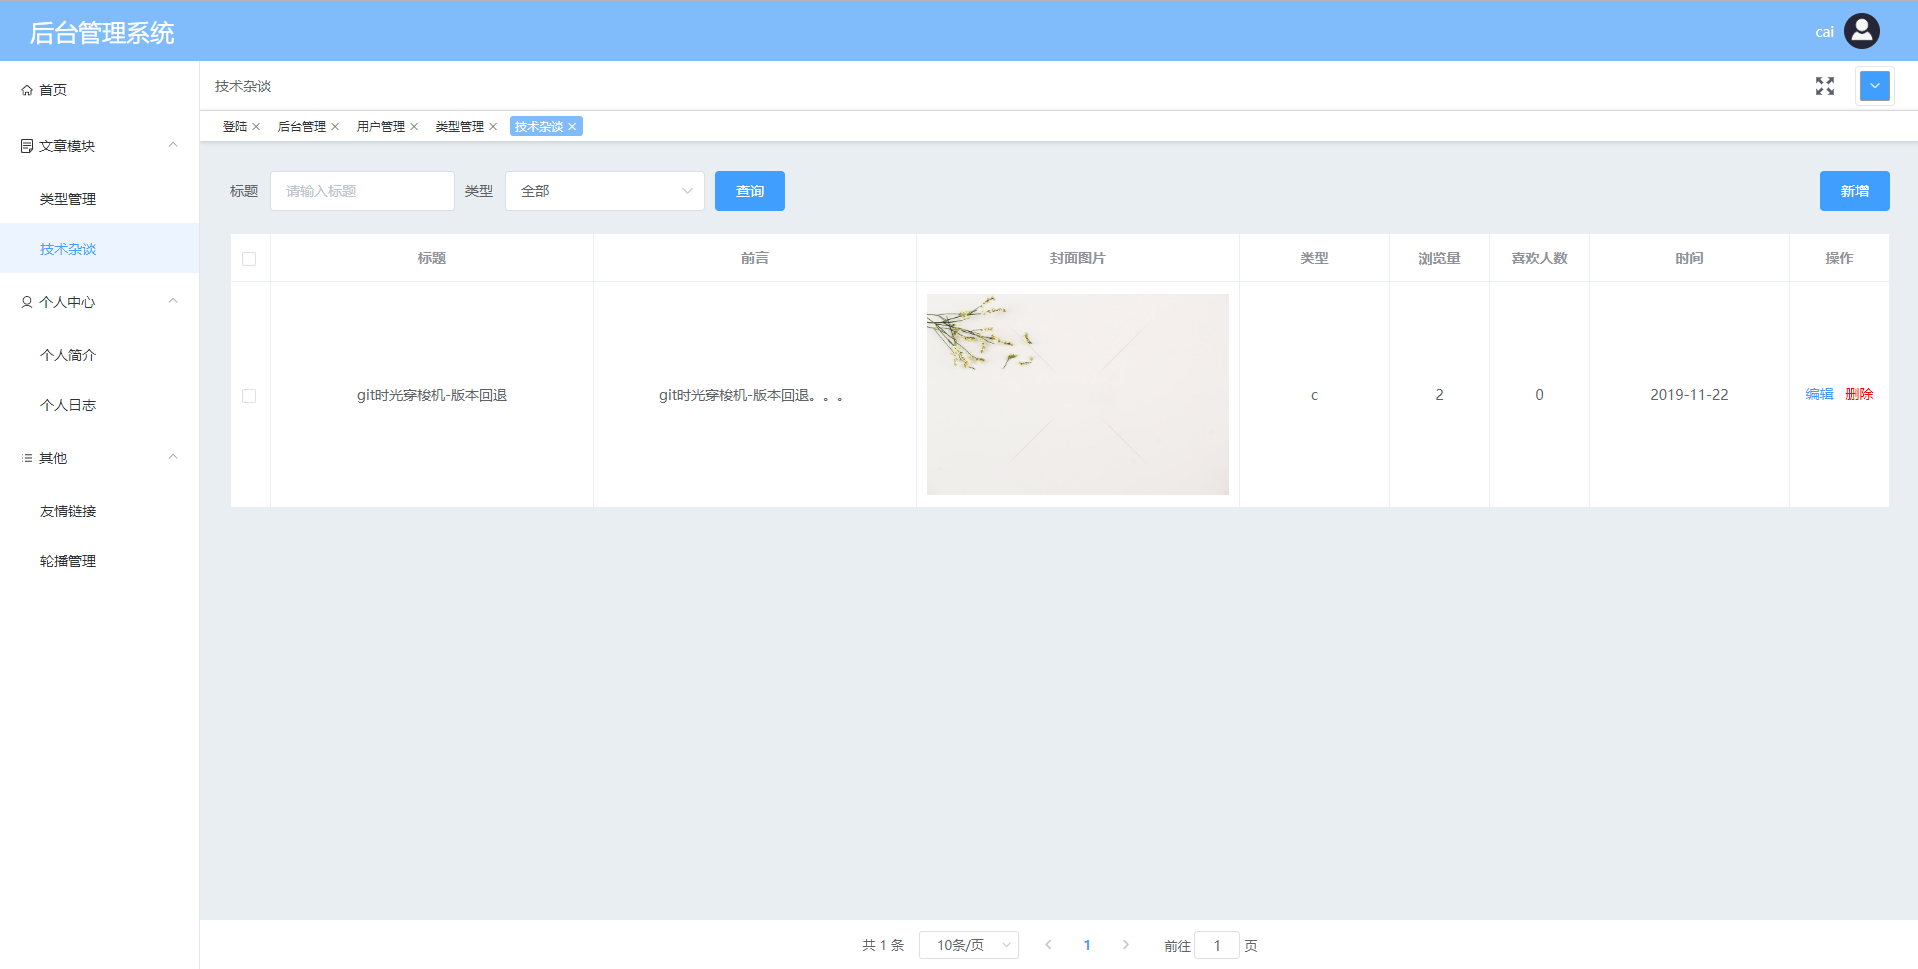 后台管理系统
cai
首页
文章模块
类型管理
技术杂谈
个人中心
个人简介
个人日志
其他
友情链接
轮播管理
技术杂谈
登陆 后台管理 用户管理 类型管理 技术杂谈
标题 请输入标题 类型 全部 查询 新增
标题 前言 封面图片 类型 浏览量 喜欢人数 时间 操作
git时光穿梭机-版本回退 git时光穿梭机-版本回退。。。 c 2 0 2019-11-22 编辑 删除
共 1 条 10条/页 1 前往 1 页